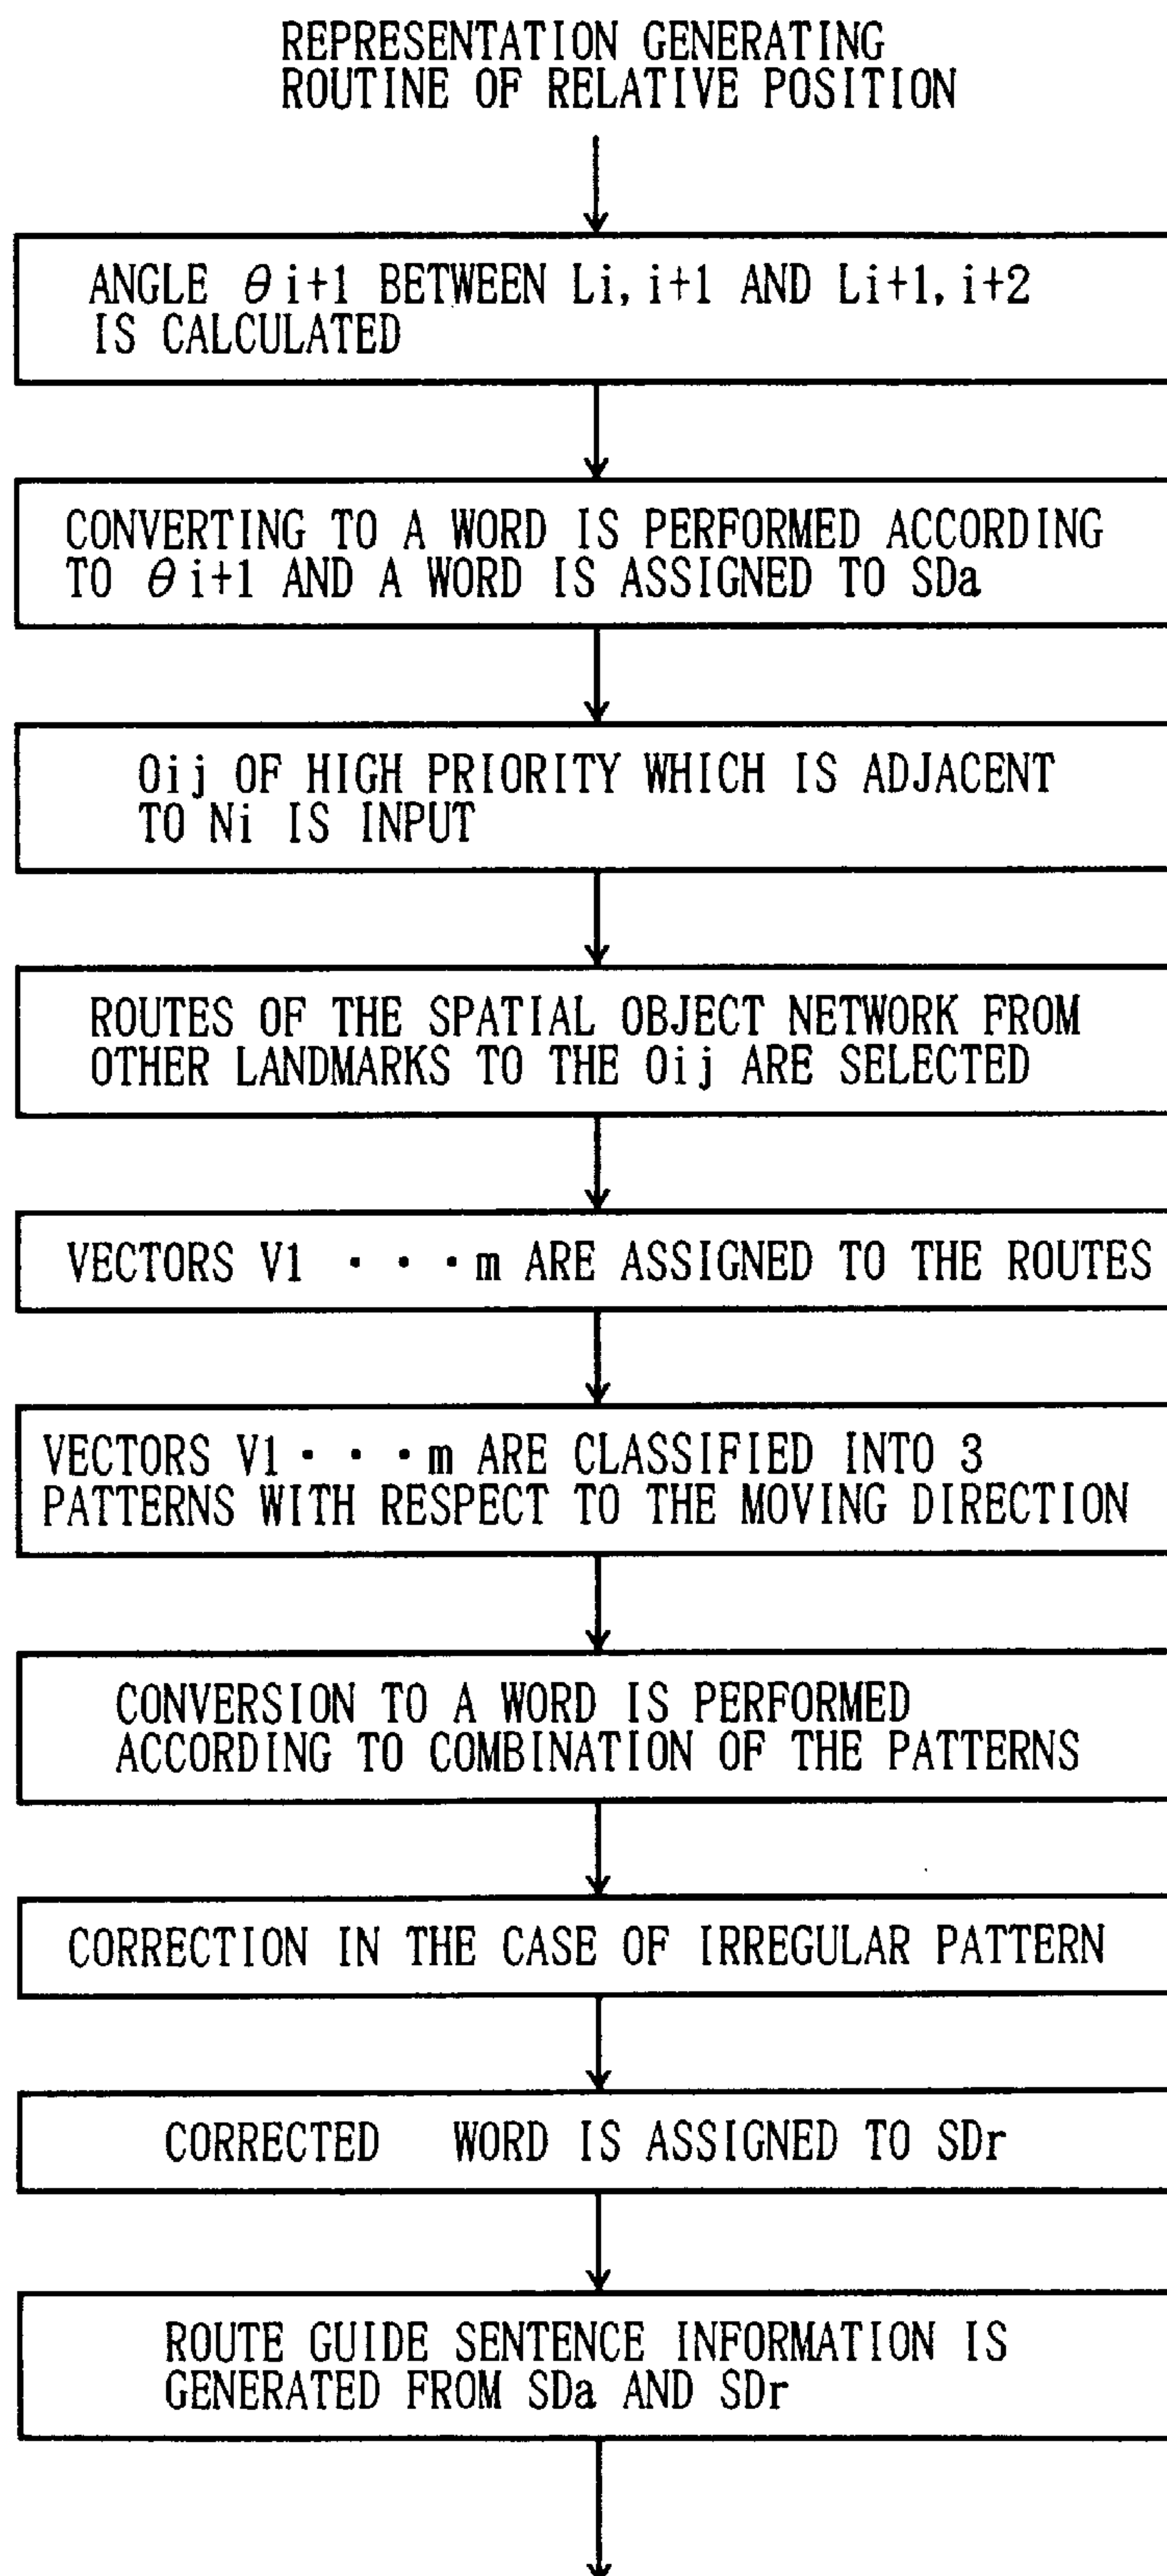 REPRESENTATION GENERATING
ROUTINE OF RELATIVE POSITION
ANGLE θi+1 BETWEEN Li,i+1 AND Li+1,i+2
IS CALCULATED
CONVERTING TO A WORD IS PERFORMED ACCORDING
TO θi+1 AND A WORD IS ASSIGNED TO SDa
Oij OF HIGH PRIORITY WHICH IS ADJACENT
TO Ni IS INPUT
ROUTES OF THE SPATIAL OBJECT NETWORK FROM
OTHER LANDMARKS TO THE Oij ARE SELECTED
VECTORS V1 ・・・m ARE ASSIGNED TO THE ROUTES
VECTORS V1・・・m ARE CLASSIFIED INTO 3
PATTERNS WITH RESPECT TO THE MOVING DIRECTION
CONVERSION TO A WORD IS PERFORMED
ACCORDING TO COMBINATION OF THE PATTERNS
CORRECTION IN THE CASE OF IRREGULAR PATTERN
CORRECTED WORD IS ASSIGNED TO SDr
ROUTE GUIDE SENTENCE INFORMATION IS
GENERATED FROM SDa AND SDr